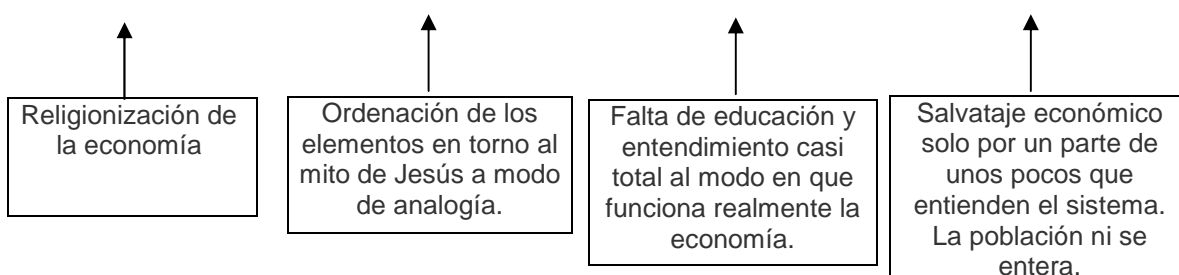 Religionización de
la economía
Ordenación de los
elementos en torno al
mito de Jesús a modo
de analogía.
Falta de educación y
entendimiento casi
total al modo en que
funciona realmente la
economía.
Salvataje económico
solo por un parte de
unos pocos que
entienden el sistema.
La población ni se
entera.